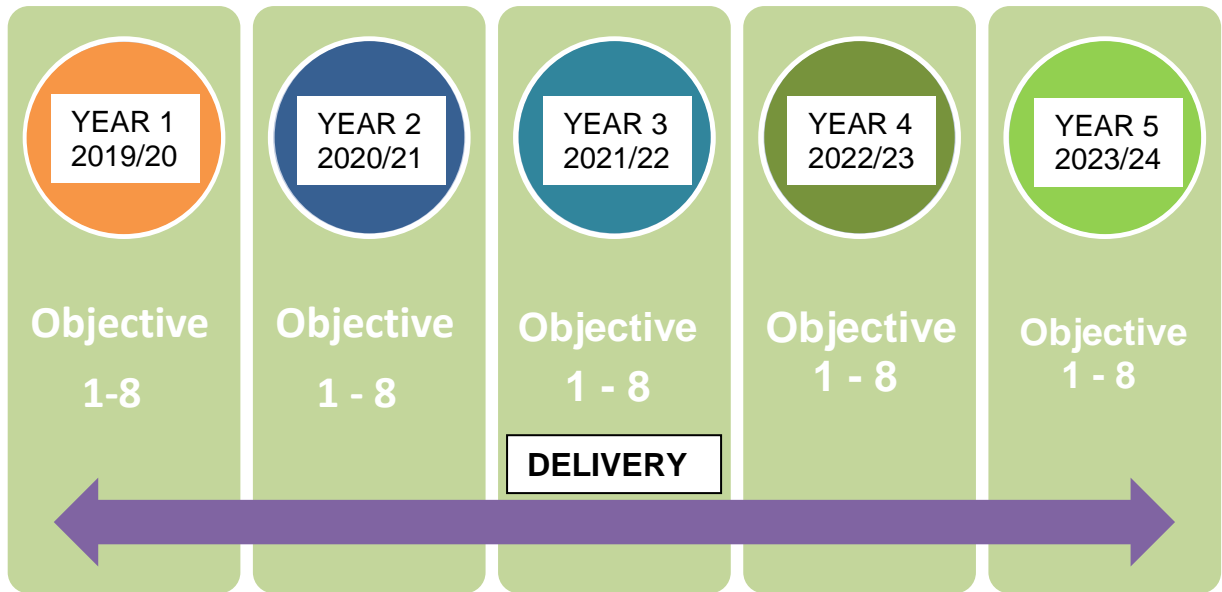 YEAR 1
2019/20
Objective
1-8
YEAR 2
2020/21
Objective
1 - 8
YEAR 3
2021/22
Objective
1 - 8
YEAR 4
2022/23
Objective
1 - 8
YEAR 5
2023/24
Objective
1 - 8
DELIVERY